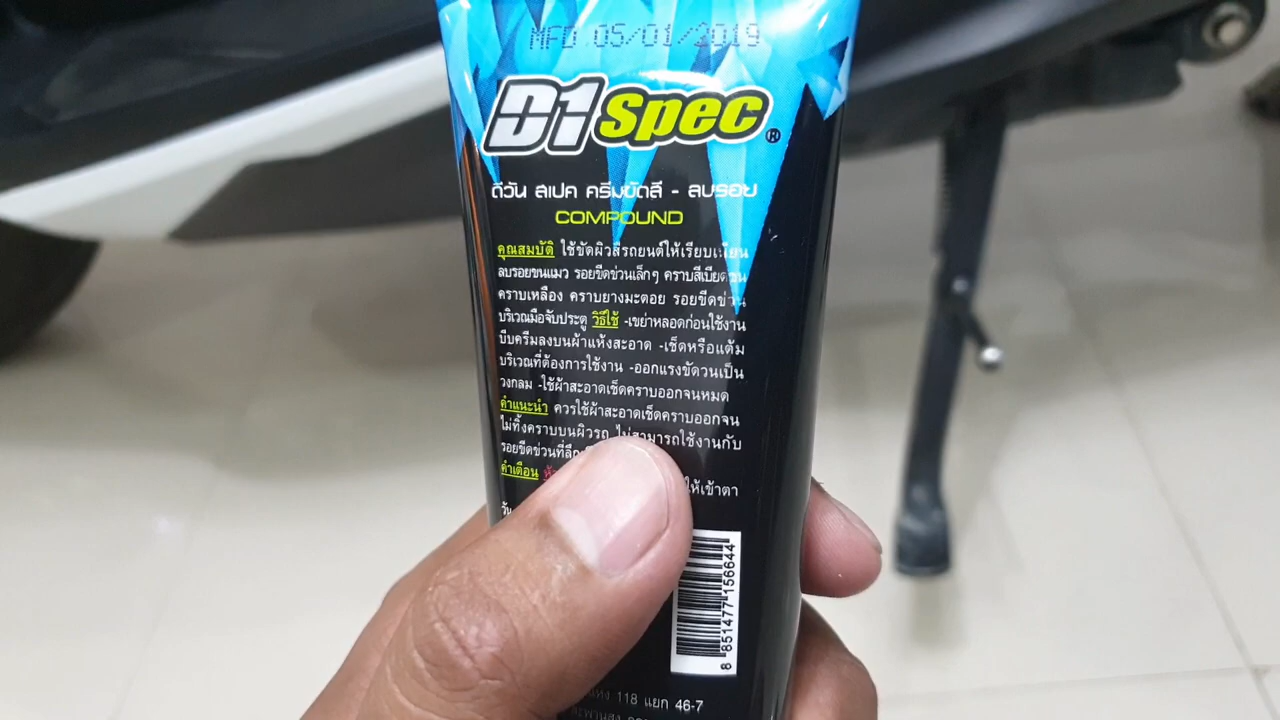 MFD 05/01/2019
D1 Spec ®
ดีวัน สเปค ครีมขัดสี - ลบรอย
COMPOUND
คุณสมบัติ ใช้ขัดผิวสีรถยนต์ให้เรียบเนียน
ลบรอยขนแมว รอยขีดข่วนเล็กๆ คราบสีเบียดชน
คราบเหลือง คราบยางมะตอย รอยขีดข่วน
บริเวณมือจับประตู วิธีใช้ -เขย่าหลอดก่อนใช้งาน
บีบครีมลงบนผ้าแห้งสะอาด -เช็ดหรือแต้ม
บริเวณที่ต้องการใช้งาน -ออกแรงขัดวนเป็น
วงกลม -ใช้ผ้าสะอาดเช็ดคราบออกจนหมด
คำแนะนำ ควรใช้ผ้าสะอาดเช็ดคราบออกจน
ไม่ทิ้งคราบบนผิวรถ ไม่สามารถใช้งานกับ
รอยขีดข่วนที่ลึก
คำเตือน ให้เข้าตา
8 851477 156644
118 แยก 46-7